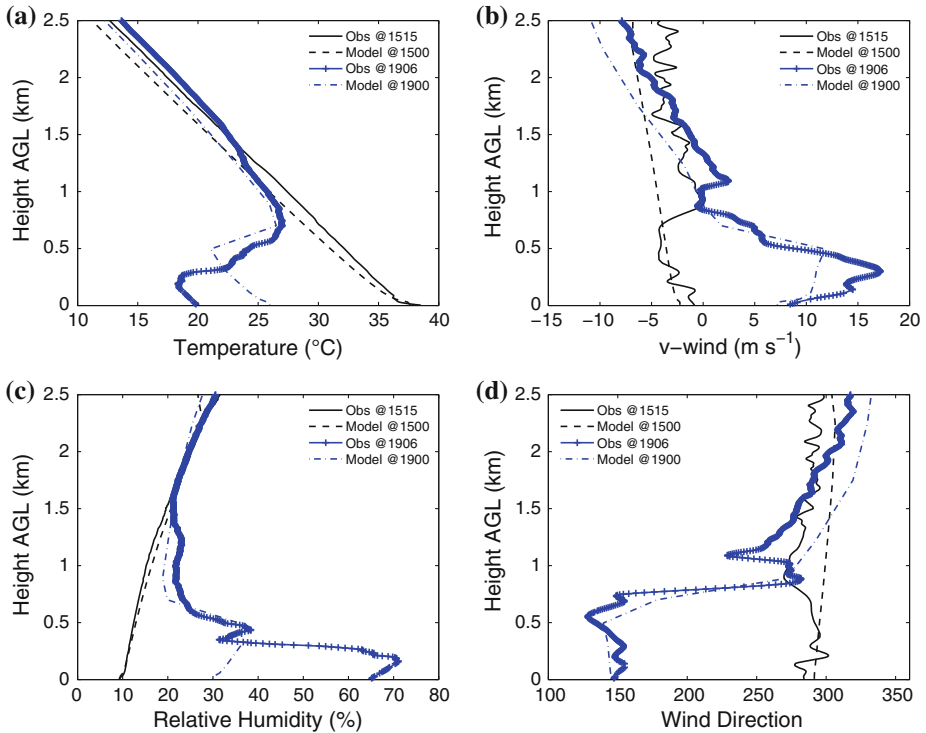 (a)
2.5
2
1.5
1
0.5
0
Height AGL (km)
Obs @1515
Model @1500
Obs @1906
Model @1900
10 15 20 25 30 35 40
Temperature (°C)
(b)
2.5
2
1.5
1
0.5
0
Height AGL (km)
Obs @1515
Model @1500
Obs @1906
Model @1900
−15 −10 −5 0 5 10 15 20
v−wind (m s⁻¹)
(c)
2.5
2
1.5
1
0.5
0
Height AGL (km)
Obs @1515
Model @1500
Obs @1906
Model @1900
0 10 20 30 40 50 60 70 80
Relative Humidity (%)
(d)
2.5
2
1.5
1
0.5
0
Height AGL (km)
Obs @1515
Model @1500
Obs @1906
Model @1900
100 150 200 250 300 350
Wind Direction